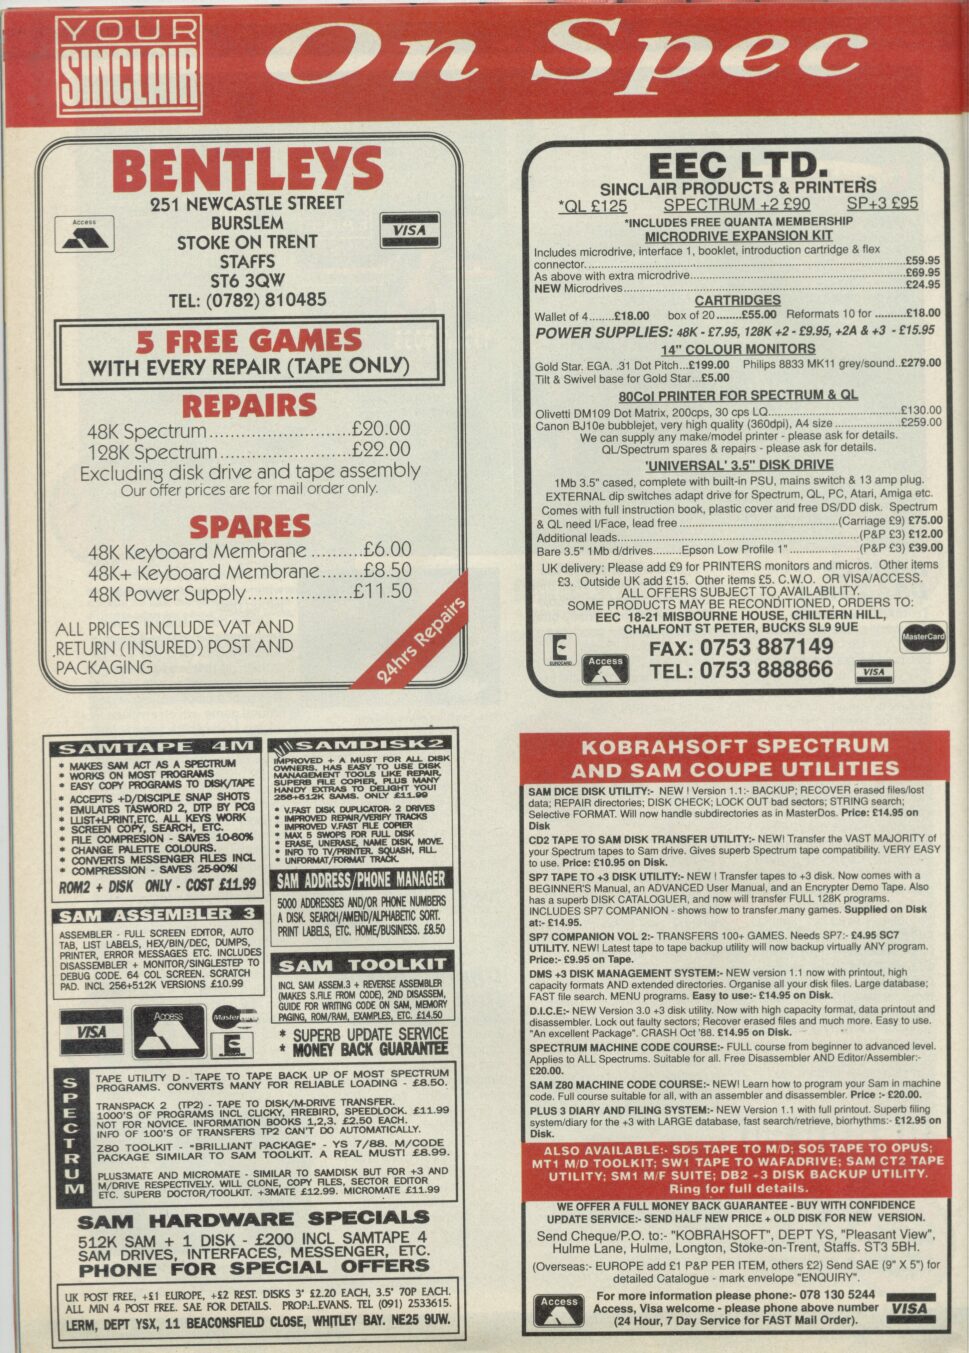 YOUR
SINCLAIR
On Spec
BENTLEYS
251 NEWCASTLE STREET
BURSLEM
STOKE ON TRENT
STAFFS
ST6 3QW
TEL: (0782) 810485
Access
VISA
5 FREE GAMES
WITH EVERY REPAIR (TAPE ONLY)
REPAIRS
48K Spectrum........................£20.00
128K Spectrum......................£22.00
Excluding disk drive and tape assembly
Our offer prices are for mail order only.
SPARES
48K Keyboard Membrane ..........£6.00
48K+ Keyboard Membrane........£8.50
48K Power Supply...................£11.50
ALL PRICES INCLUDE VAT AND
RETURN (INSURED) POST AND
PACKAGING
24hrs Repairs
EEC LTD.
SINCLAIR PRODUCTS & PRINTERS
*QL £125 SPECTRUM +2 £90 SP+3 £95
*INCLUDES FREE QUANTA MEMBERSHIP
MICRODRIVE EXPANSION KIT
Includes microdrive, interface 1, booklet, introduction cartridge & flex
connector..........£59.95
As above with extra microdrive..........£69.95
NEW Microdrives..........£24.95
CARTRIDGES
Wallet of 4........£18.00 box of 20........£55.00 Reformats 10 for .........£18.00
POWER SUPPLIES: 48K - £7.95, 128K +2 - £9.95, +2A & +3 - £15.95
14" COLOUR MONITORS
Gold Star. EGA. .31 Dot Pitch...£199.00 Philips 8833 MK11 grey/sound..£279.00
Tilt & Swivel base for Gold Star...£5.00
80Col PRINTER FOR SPECTRUM & QL
Olivetti DM109 Dot Matrix, 200cps, 30 cps LQ..........£130.00
Canon BJ10e bubblejet, very high quality (360dpi), A4 size ..........£259.00
We can supply any make/model printer - please ask for details.
QL/Spectrum spares & repairs - please ask for details.
'UNIVERSAL' 3.5" DISK DRIVE
1Mb 3.5" cased, complete with built-in PSU, mains switch & 13 amp plug.
EXTERNAL dip switches adapt drive for Spectrum, QL, PC, Atari, Amiga etc.
Comes with full instruction book, plastic cover and free DS/DD disk. Spectrum
& QL need I/Face, lead free ..........(Carriage £9) £75.00
Additional leads..........(P&P £3) £12.00
Bare 3.5" 1Mb d/drives........Epson Low Profile 1"..........(P&P £3) £39.00
UK delivery: Please add £9 for PRINTERS monitors and micros. Other items
£3. Outside UK add £15. Other items £5. C.W.O. OR VISA/ACCESS.
ALL OFFERS SUBJECT TO AVAILABILITY.
SOME PRODUCTS MAY BE RECONDITIONED, ORDERS TO:
EEC 18-21 MISBOURNE HOUSE, CHILTERN HILL,
CHALFONT ST PETER, BUCKS SL9 9UE
FAX: 0753 887149
TEL: 0753 888866
E
EUROCARD
Access
MasterCard
VISA
SAMTAPE 4M
* MAKES SAM ACT AS A SPECTRUM
* WORKS ON MOST PROGRAMS
* EASY COPY PROGRAMS TO DISK/TAPE
* ACCEPTS +D/DISCIPLE SNAP SHOTS
* EMULATES TASWORD 2, DTP BY PCG
* LLIST+LPRINT,ETC. ALL KEYS WORK
* SCREEN COPY, SEARCH, ETC.
* FILE COMPRESION - SAVES 10-60%
* CHANGE PALETTE COLOURS.
* CONVERTS MESSENGER FILES INCL
* COMPRESSION - SAVES 25-90%!
ROM2 + DISK ONLY - COST £11.99
SAM ASSEMBLER 3
ASSEMBLER - FULL SCREEN EDITOR, AUTO
TAB, LIST LABELS, HEX/BIN/DEC, DUMPS,
PRINTER, ERROR MESSAGES ETC. INCLUDES
DISASSEMBLER + MONITOR/SINGLESTEP TO
DEBUG CODE. 64 COL SCREEN. SCRATCH
PAD. INCL 256+512K VERSIONS £10.99
SAMDISK2
IMPROVED + A MUST FOR ALL DISK
OWNERS. HAS EASY TO USE DISK
MANAGEMENT TOOLS LIKE REPAIR,
SUPERB FILE COPIER, PLUS MANY
HANDY EXTRAS TO DELIGHT YOU!
256+512K SAMS. ONLY £11.99
* V.FAST DISK DUPLICATOR- 2 DRIVES
* IMPROVED REPAIR/VERIFY TRACKS
* IMPROVED V.FAST FILE COPIER
* MAX 5 SWOPS FOR FULL DISK
* ERASE, UNERASE, NAME DISK, MOVE.
* INFO TO TV/PRINTER, SQUASH, FILL.
* UNFORMAT/FORMAT TRACK.
SAM ADDRESS/PHONE MANAGER
5000 ADDRESSES AND/OR PHONE NUMBERS
A DISK. SEARCH/AMEND/ALPHABETIC SORT.
PRINT LABELS, ETC. HOME/BUSINESS. £8.50
SAM TOOLKIT
INCL SAM ASSEM.3 + REVERSE ASSEMBLER
(MAKES S.FILE FROM CODE), 2ND DISASSEM,
GUIDE FOR WRITING CODE ON SAM, MEMORY
PAGING, ROM/RAM, EXAMPLES, ETC. £14.50
VISA
Access
MasterCard
E
* SUPERB UPDATE SERVICE
* MONEY BACK GUARANTEE
SPECTRUM
TAPE UTILITY D - TAPE TO TAPE BACK UP OF MOST SPECTRUM
PROGRAMS. CONVERTS MANY FOR RELIABLE LOADING - £8.50.
TRANSPACK 2 (TP2) - TAPE TO DISK/M-DRIVE TRANSFER.
1000'S OF PROGRAMS INCL CLICKY, FIREBIRD, SPEEDLOCK. £11.99
NOT FOR NOVICE. INFORMATION BOOKS 1,2,3. £2.50 EACH.
INFO OF 100'S OF TRANSFERS TP2 CAN'T DO AUTOMATICALLY.
Z80 TOOLKIT - "BRILLIANT PACKAGE" - YS 7/88. M/CODE
PACKAGE SIMILAR TO SAM TOOLKIT. A REAL MUST! £8.99.
PLUS3MATE AND MICROMATE - SIMILAR TO SAMDISK BUT FOR +3 AND
M/DRIVE RESPECTIVELY. WILL CLONE, COPY FILES, SECTOR EDITOR
ETC. SUPERB DOCTOR/TOOLKIT. +3MATE £12.99. MICROMATE £11.99
SAM HARDWARE SPECIALS
512K SAM + 1 DISK - £200 INCL SAMTAPE 4
SAM DRIVES, INTERFACES, MESSENGER, ETC.
PHONE FOR SPECIAL OFFERS
UK POST FREE, +£1 EUROPE, +£2 REST. DISKS 3" £2.20 EACH, 3.5" 70P EACH.
ALL MIN 4 POST FREE. SAE FOR DETAILS. PROP:L.EVANS. TEL (091) 2533615.
LERM, DEPT YSX, 11 BEACONSFIELD CLOSE, WHITLEY BAY. NE25 9UW.
KOBRAHSOFT SPECTRUM
AND SAM COUPE UTILITIES
SAM DICE DISK UTILITY:- NEW ! Version 1.1:- BACKUP; RECOVER erased files/lost
data; REPAIR directories; DISK CHECK; LOCK OUT bad sectors; STRING search;
Selective FORMAT. Will now handle subdirectories as in MasterDos. Price: £14.95 on
Disk
CD2 TAPE TO SAM DISK TRANSFER UTILITY:- NEW! Transfer the VAST MAJORITY of
your Spectrum tapes to Sam drive. Gives superb Spectrum tape compatibility. VERY EASY
to use. Price: £10.95 on Disk.
SP7 TAPE TO +3 DISK UTILITY:- NEW ! Transfer tapes to +3 disk. Now comes with a
BEGINNER'S Manual, an ADVANCED User Manual, and an Encrypter Demo Tape. Also
has a superb DISK CATALOGUER, and now will transfer FULL 128K programs.
INCLUDES SP7 COMPANION - shows how to transfer many games. Supplied on Disk
at:- £14.95.
SP7 COMPANION VOL 2:- TRANSFERS 100+ GAMES. Needs SP7:- £4.95 SC7
UTILITY. NEW! Latest tape to tape backup utility will now backup virtually ANY program.
Price:- £9.95 on Tape.
DMS +3 DISK MANAGEMENT SYSTEM:- NEW version 1.1 now with printout, high
capacity formats AND extended directories. Organise all your disk files. Large database;
FAST file search. MENU programs. Easy to use:- £14.95 on Disk.
D.I.C.E:- NEW Version 3.0 +3 disk utility. Now with high capacity format, data printout and
disassembler. Lock out faulty sectors; Recover erased files and much more. Easy to use.
"An excellent Package". CRASH Oct '88. £14.95 on Disk.
SPECTRUM MACHINE CODE COURSE:- FULL course from beginner to advanced level.
Applies to ALL Spectrums. Suitable for all. Free Disassembler AND Editor/Assembler:-
£20.00.
SAM Z80 MACHINE CODE COURSE:- NEW! Learn how to program your Sam in machine
code. Full course suitable for all, with an assembler and disassembler. Price :- £20.00.
PLUS 3 DIARY AND FILING SYSTEM:- NEW Version 1.1 with full printout. Superb filing
system/diary for the +3 with LARGE database, fast search/retrieve, biorhythms:- £12.95 on
Disk.
ALSO AVAILABLE:- SD5 TAPE TO M/D; SO5 TAPE TO OPUS;
MT1 M/D TOOLKIT; SW1 TAPE TO WAFADRIVE; SAM CT2 TAPE
UTILITY; SM1 M/F SUITE; DB2 +3 DISK BACKUP UTILITY.
Ring for full details.
WE OFFER A FULL MONEY BACK GUARANTEE - BUY WITH CONFIDENCE
UPDATE SERVICE:- SEND HALF NEW PRICE + OLD DISK FOR NEW VERSION.
Send Cheque/P.O. to:- "KOBRAHSOFT", DEPT YS, "Pleasant View",
Hulme Lane, Hulme, Longton, Stoke-on-Trent, Staffs. ST3 5BH.
(Overseas:- EUROPE add £1 P&P PER ITEM, others £2) Send SAE (9" X 5") for
detailed Catalogue - mark envelope "ENQUIRY".
For more information please phone:- 078 130 5244
Access, Visa welcome - please phone above number
(24 Hour, 7 Day Service for FAST Mail Order).
Access
VISA